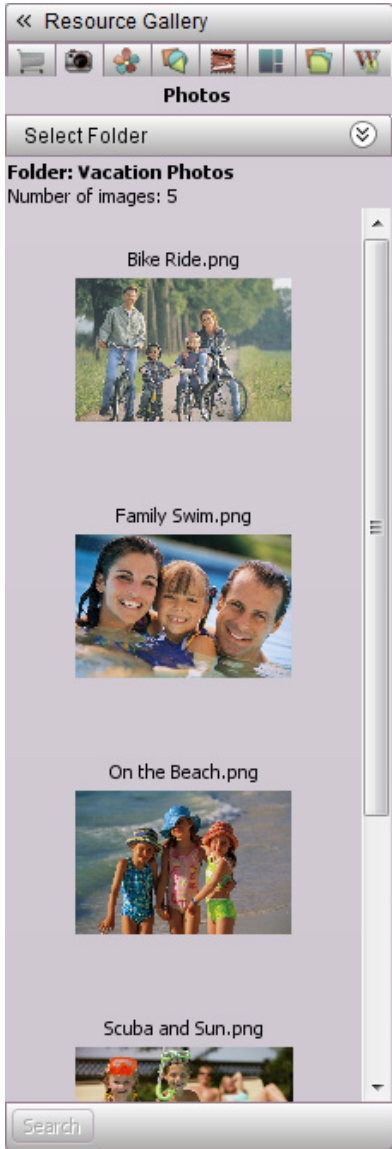 Resource Gallery
Photos
Select Folder
Folder: Vacation Photos
Number of images: 5
Bike Ride.png
Family Swim.png
On the Beach.png
Scuba and Sun.png
Search